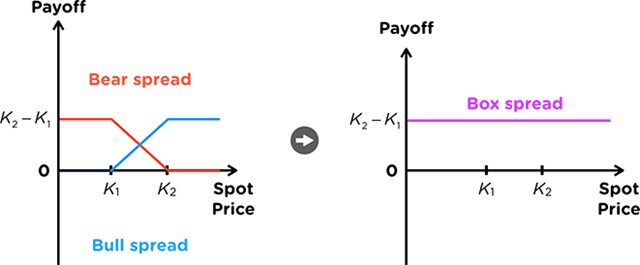 Payoff
Bear spread
K2 – K1
0
K1
K2
Spot
Price
Bull spread
Payoff
Box spread
K2 – K1
0
K1
K2
Spot
Price